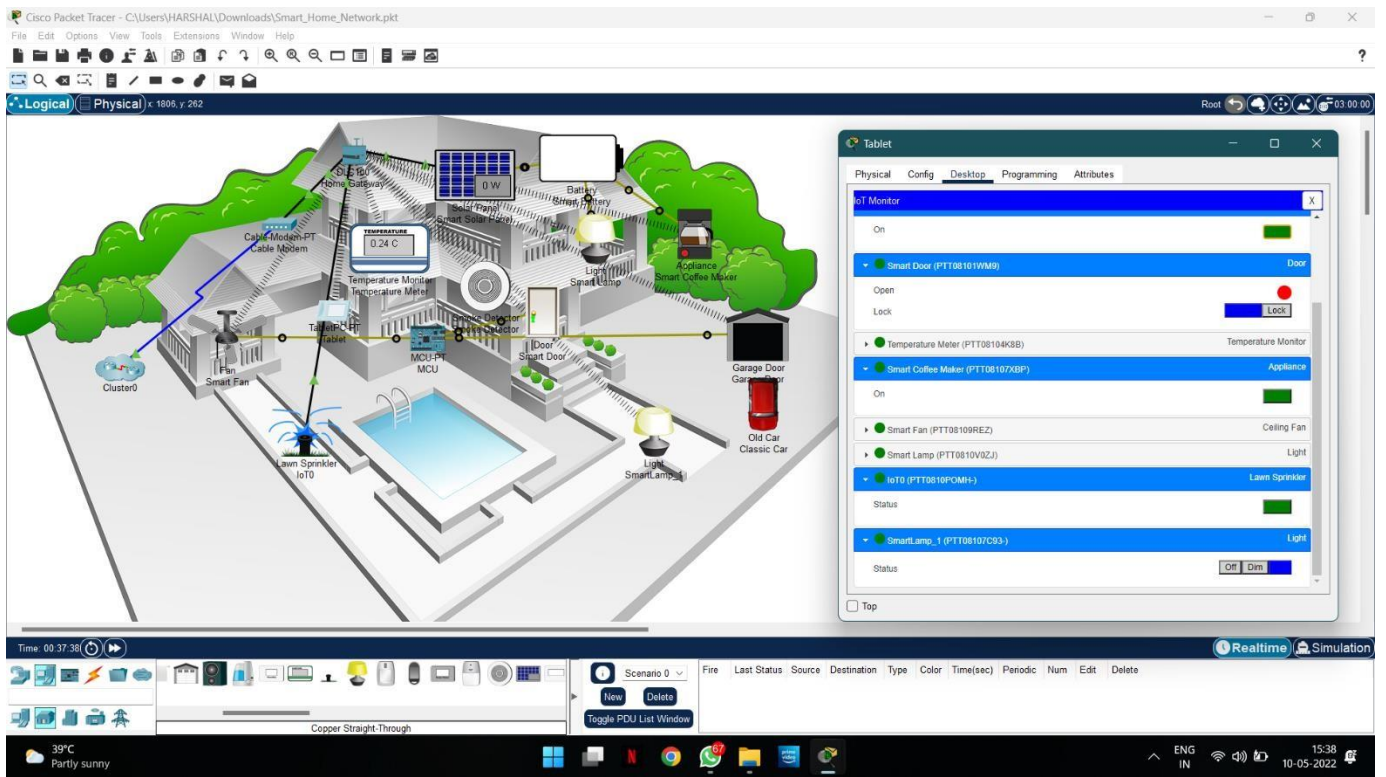 Cisco Packet Tracer - C:\Users\HARSHAL\Downloads\Smart_Home_Network.pkt
File Edit Options View Tools Extensions Window Help
?
Logical Physical x: 1806, y: 262
Root 03:00:00
DLC100
Home Gateway
0 W
Solar Panel
Smart Solar Panel
Battery
Smart Battery
Cable-Modem-PT
Cable Modem
TEMPERATURE
0.24 C
Temperature Monitor
Temperature Meter
Light
Smart Lamp
Appliance
Smart Coffee Maker
Smoke Detector
Smoke Detector
TabletPC-PT
Tablet
MCU-PT
MCU
Door
Smart Door
Garage Door
Garage Door
Fan
Smart Fan
Cluster0
Old Car
Classic Car
Lawn Sprinkler
IoT0
Light
SmartLamp_1
Tablet
Physical Config Desktop Programming Attributes
IoT Monitor X
On
Smart Door (PTT08101WM9) Door
Open
Lock Lock
Temperature Meter (PTT08104K8B) Temperature Monitor
Smart Coffee Maker (PTT08107XBP) Appliance
On
Smart Fan (PTT08109REZ) Ceiling Fan
Smart Lamp (PTT0810V0ZJ) Light
IoT0 (PTT0810POMH-) Lawn Sprinkler
Status
SmartLamp_1 (PTT08107C93-) Light
Status Off Dim
Top
Time: 00:37:38
Realtime Simulation
Scenario 0
New Delete
Toggle PDU List Window
Fire Last Status Source Destination Type Color Time(sec) Periodic Num Edit Delete
Copper Straight-Through
39°C
Partly sunny
67
prime video
ENG
IN
15:38
10-05-2022